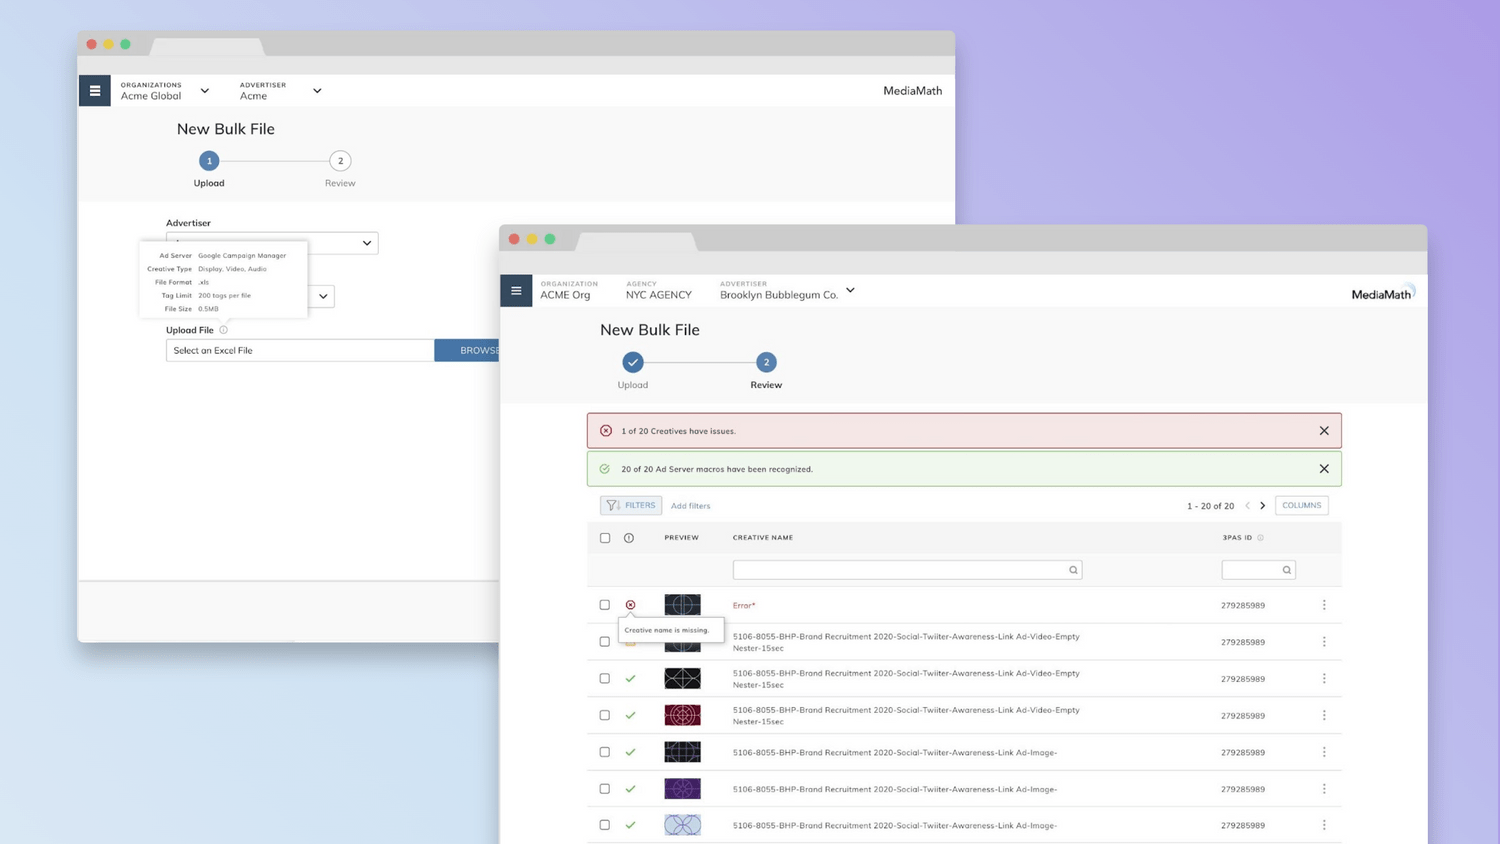 ORGANIZATIONS
Acme Global
ADVERTISER
Acme
MediaMath
New Bulk File
1
2
Upload
Review
Advertiser
Ad Server Google Campaign Manager
Creative Type Display, Video, Audio
File Format .xls
Tag Limit 200 tags per file
File Size 0.5MB
Upload File
Select an Excel File
BROWSE
ORGANIZATION
ACME Org
AGENCY
NYC AGENCY
ADVERTISER
Brooklyn Bubblegum Co.
MediaMath
New Bulk File
2
Upload
Review
1 of 20 Creatives have issues.
20 of 20 Ad Server macros have been recognized.
FILTERS
Add filters
1 - 20 of 20
COLUMNS
PREVIEW
CREATIVE NAME
3PAS ID
Error*
279285989
Creative name is missing.
5106-8055-BHP-Brand Recruitment 2020-Social-Twiiter-Awareness-Link Ad-Video-Empty
Nester-15sec
279285989
5106-8055-BHP-Brand Recruitment 2020-Social-Twiiter-Awareness-Link Ad-Video-Empty
Nester-15sec
279285989
5106-8055-BHP-Brand Recruitment 2020-Social-Twiiter-Awareness-Link Ad-Video-Empty
Nester-15sec
279285989
5106-8055-BHP-Brand Recruitment 2020-Social-Twiiter-Awareness-Link Ad-Image-
279285989
5106-8055-BHP-Brand Recruitment 2020-Social-Twiiter-Awareness-Link Ad-Image-
279285989
5106-8055-BHP-Brand Recruitment 2020-Social-Twiiter-Awareness-Link Ad-Image-
279285989